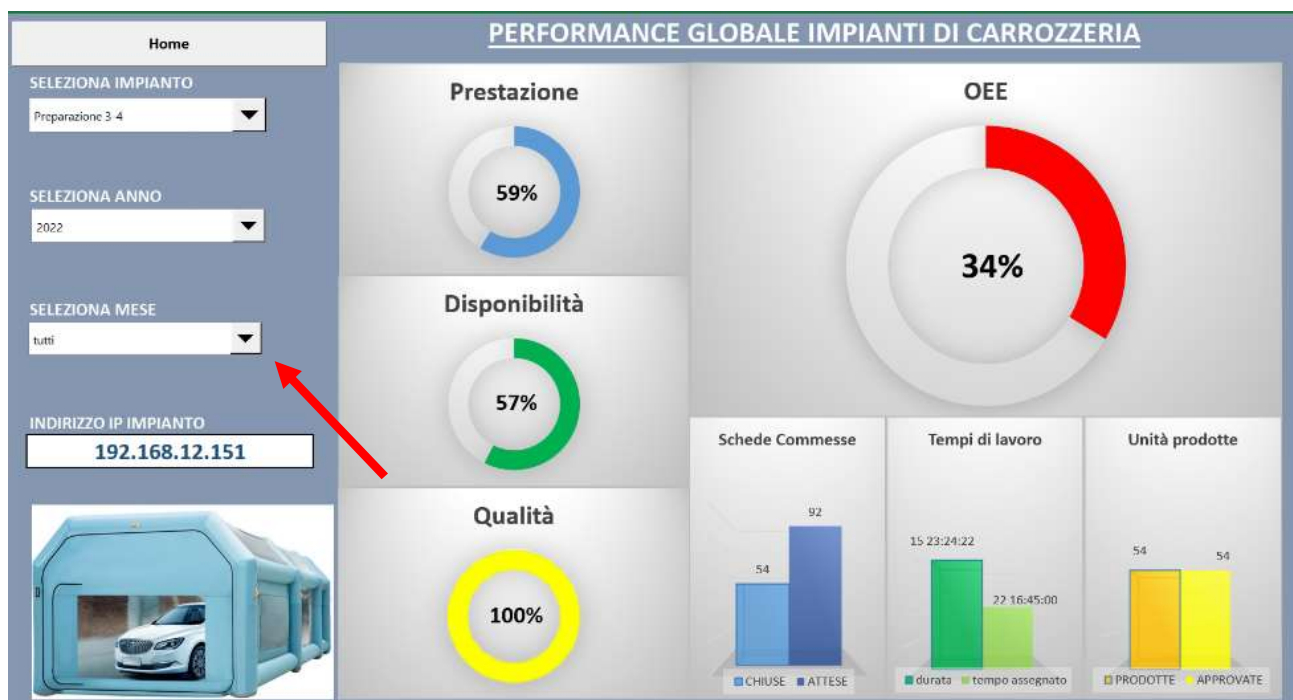 Home
PERFORMANCE GLOBALE IMPIANTI DI CARROZZERIA
SELEZIONA IMPIANTO
Preparazione 3-4
SELEZIONA ANNO
2022
SELEZIONA MESE
tutti
INDIRIZZO IP IMPIANTO
192.168.12.151
Prestazione
59%
Disponibilità
57%
Qualità
100%
OEE
34%
Schede Commesse
54
92
CHIUSE ATTESE
Tempi di lavoro
15 23:24:22
22 16:45:00
durata tempo assegnato
Unità prodotte
54
54
PRODOTTE APPROVATE